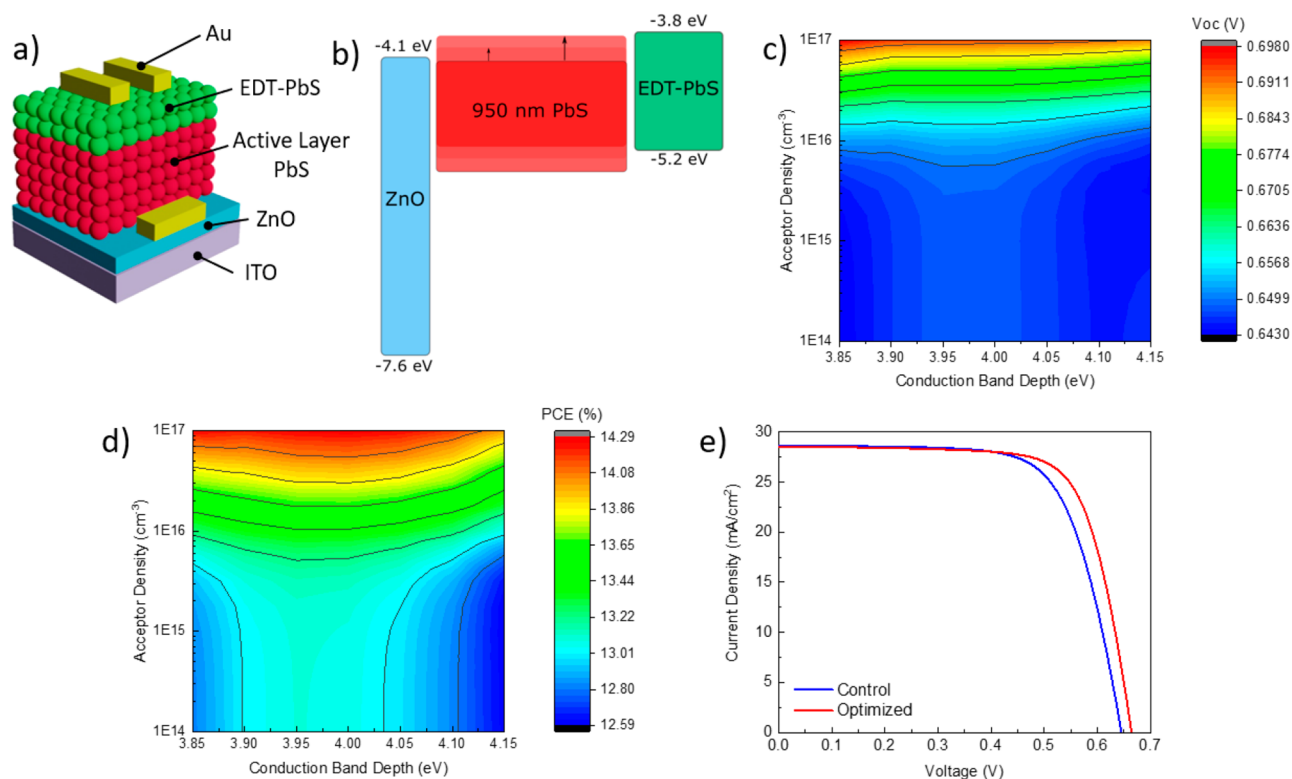 a)
Au
EDT-PbS
Active Layer
PbS
ZnO
ITO
b)
-4.1 eV
ZnO
-7.6 eV
950 nm PbS
-3.8 eV
EDT-PbS
-5.2 eV
c)
Voc (V)
1E17
1E16
1E15
1E14
Acceptor Density (cm-3)
3.85 3.90 3.95 4.00 4.05 4.10 4.15
Conduction Band Depth (eV)
0.6980
0.6911
0.6843
0.6774
0.6705
0.6636
0.6568
0.6499
0.6430
d)
PCE (%)
1E17
1E16
1E15
1E14
Acceptor Density (cm-3)
3.85 3.90 3.95 4.00 4.05 4.10 4.15
Conduction Band Depth (eV)
14.29
14.08
13.86
13.65
13.44
13.23
13.01
12.80
12.59
e)
30
25
20
15
10
5
0
Current Density (mA/cm2)
Control
Optimized
0.0 0.1 0.2 0.3 0.4 0.5 0.6 0.7
Voltage (V)